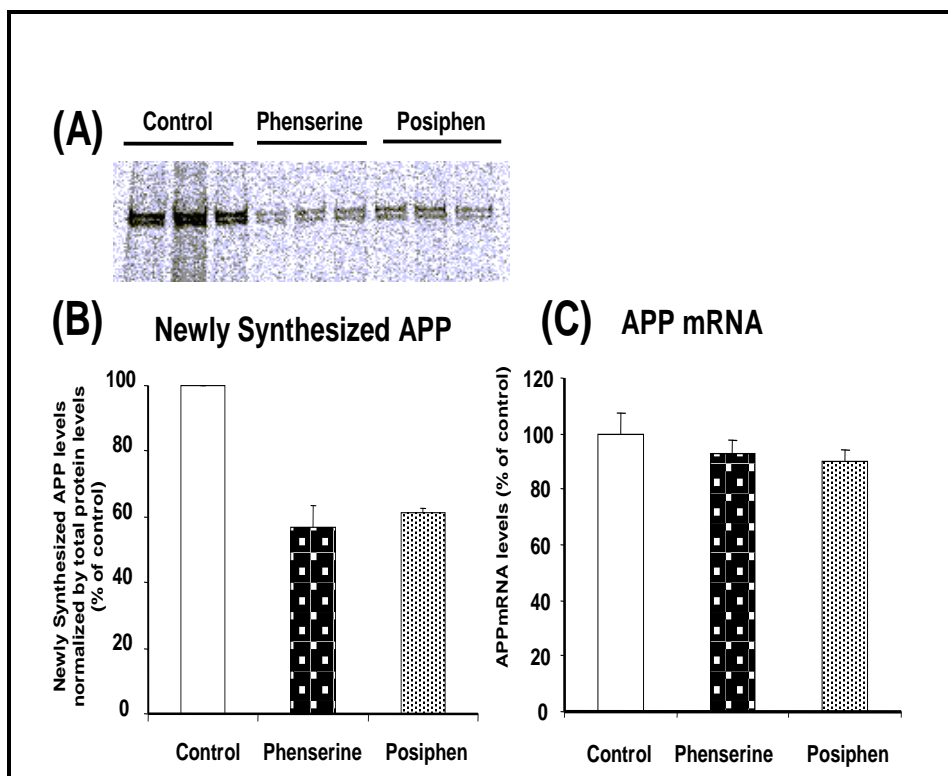 (A)
Control Phenserine Posiphen
(B) Newly Synthesized APP
Newly Synthesized APP levels
normalized by total protein levels
(% of control)
100
80
60
40
20
0
Control Phenserine Posiphen
(C) APP mRNA
APPmRNA levels (% of control)
120
100
80
60
40
20
0
Control Phenserine Posiphen